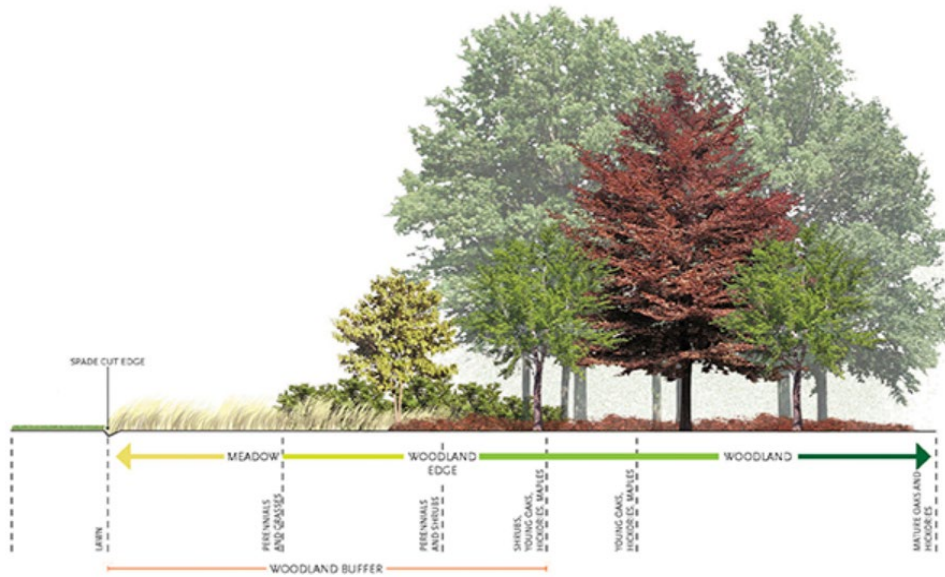 SPADE CUT EDGE
MEADOW
WOODLAND
EDGE
WOODLAND
LAWN
PERENNIALS
AND GRASSES
PERENNIALS
AND SHRUBS
SHRUBS,
YOUNG OAKS,
HICKORIES, MAPLES
YOUNG OAKS,
HICKORIES, MAPLES
MATURE OAKS AND
HICKORIES
WOODLAND BUFFER